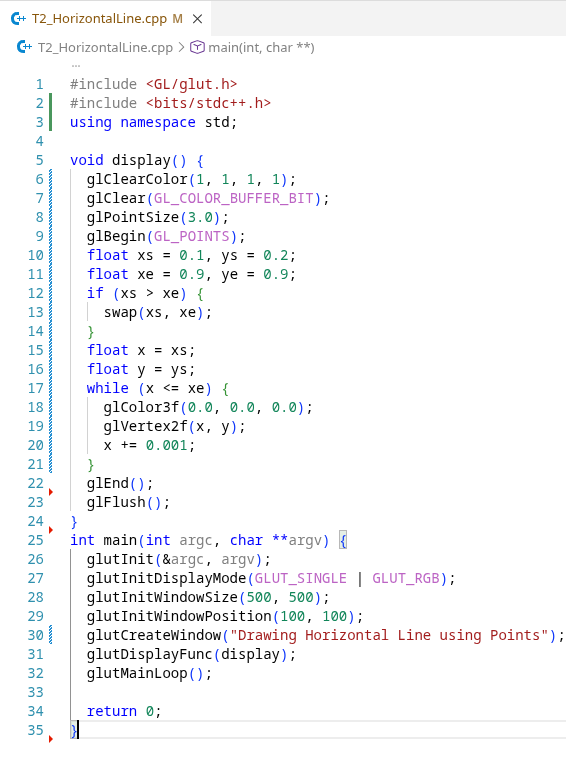 T2_HorizontalLine.cpp M
T2_HorizontalLine.cpp > main(int, char **)
...
1 #include <GL/glut.h>
2 #include <bits/stdc++.h>
3 using namespace std;
4
5 void display() {
6   glClearColor(1, 1, 1, 1);
7   glClear(GL_COLOR_BUFFER_BIT);
8   glPointSize(3.0);
9   glBegin(GL_POINTS);
10   float xs = 0.1, ys = 0.2;
11   float xe = 0.9, ye = 0.9;
12   if (xs > xe) {
13     swap(xs, xe);
14   }
15   float x = xs;
16   float y = ys;
17   while (x <= xe) {
18     glColor3f(0.0, 0.0, 0.0);
19     glVertex2f(x, y);
20     x += 0.001;
21   }
22   glEnd();
23   glFlush();
24 }
25 int main(int argc, char **argv) {
26   glutInit(&argc, argv);
27   glutInitDisplayMode(GLUT_SINGLE | GLUT_RGB);
28   glutInitWindowSize(500, 500);
29   glutInitWindowPosition(100, 100);
30   glutCreateWindow("Drawing Horizontal Line using Points");
31   glutDisplayFunc(display);
32   glutMainLoop();
33
34   return 0;
35 }